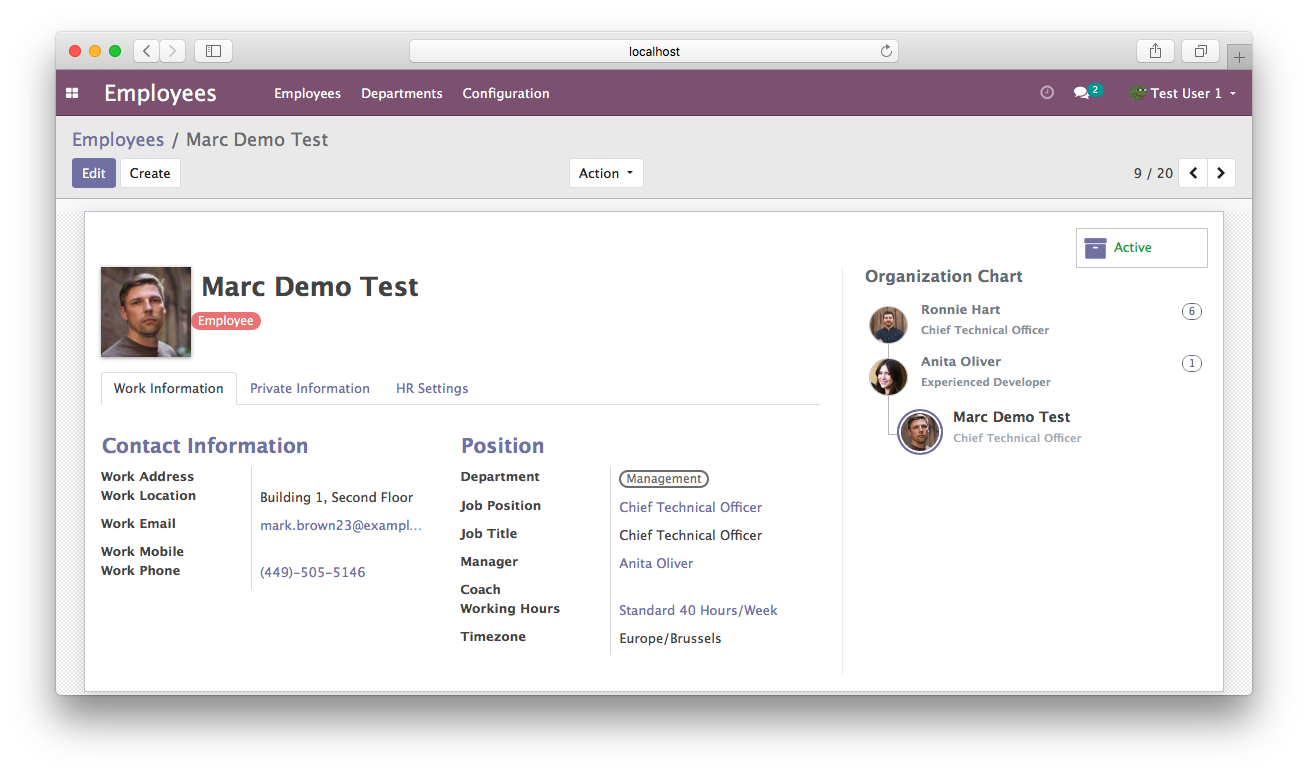 localhost
Employees Employees Departments Configuration 2 Test User 1
Employees / Marc Demo Test
Edit Create Action 9 / 20
Active
Marc Demo Test
Employee
Work Information Private Information HR Settings
Contact Information
Work Address
Work Location Building 1, Second Floor
Work Email mark.brown23@exampl...
Work Mobile
Work Phone (449)-505-5146
Position
Department Management
Job Position Chief Technical Officer
Job Title Chief Technical Officer
Manager Anita Oliver
Coach
Working Hours Standard 40 Hours/Week
Timezone Europe/Brussels
Organization Chart
Ronnie Hart 6
Chief Technical Officer
Anita Oliver 1
Experienced Developer
Marc Demo Test
Chief Technical Officer